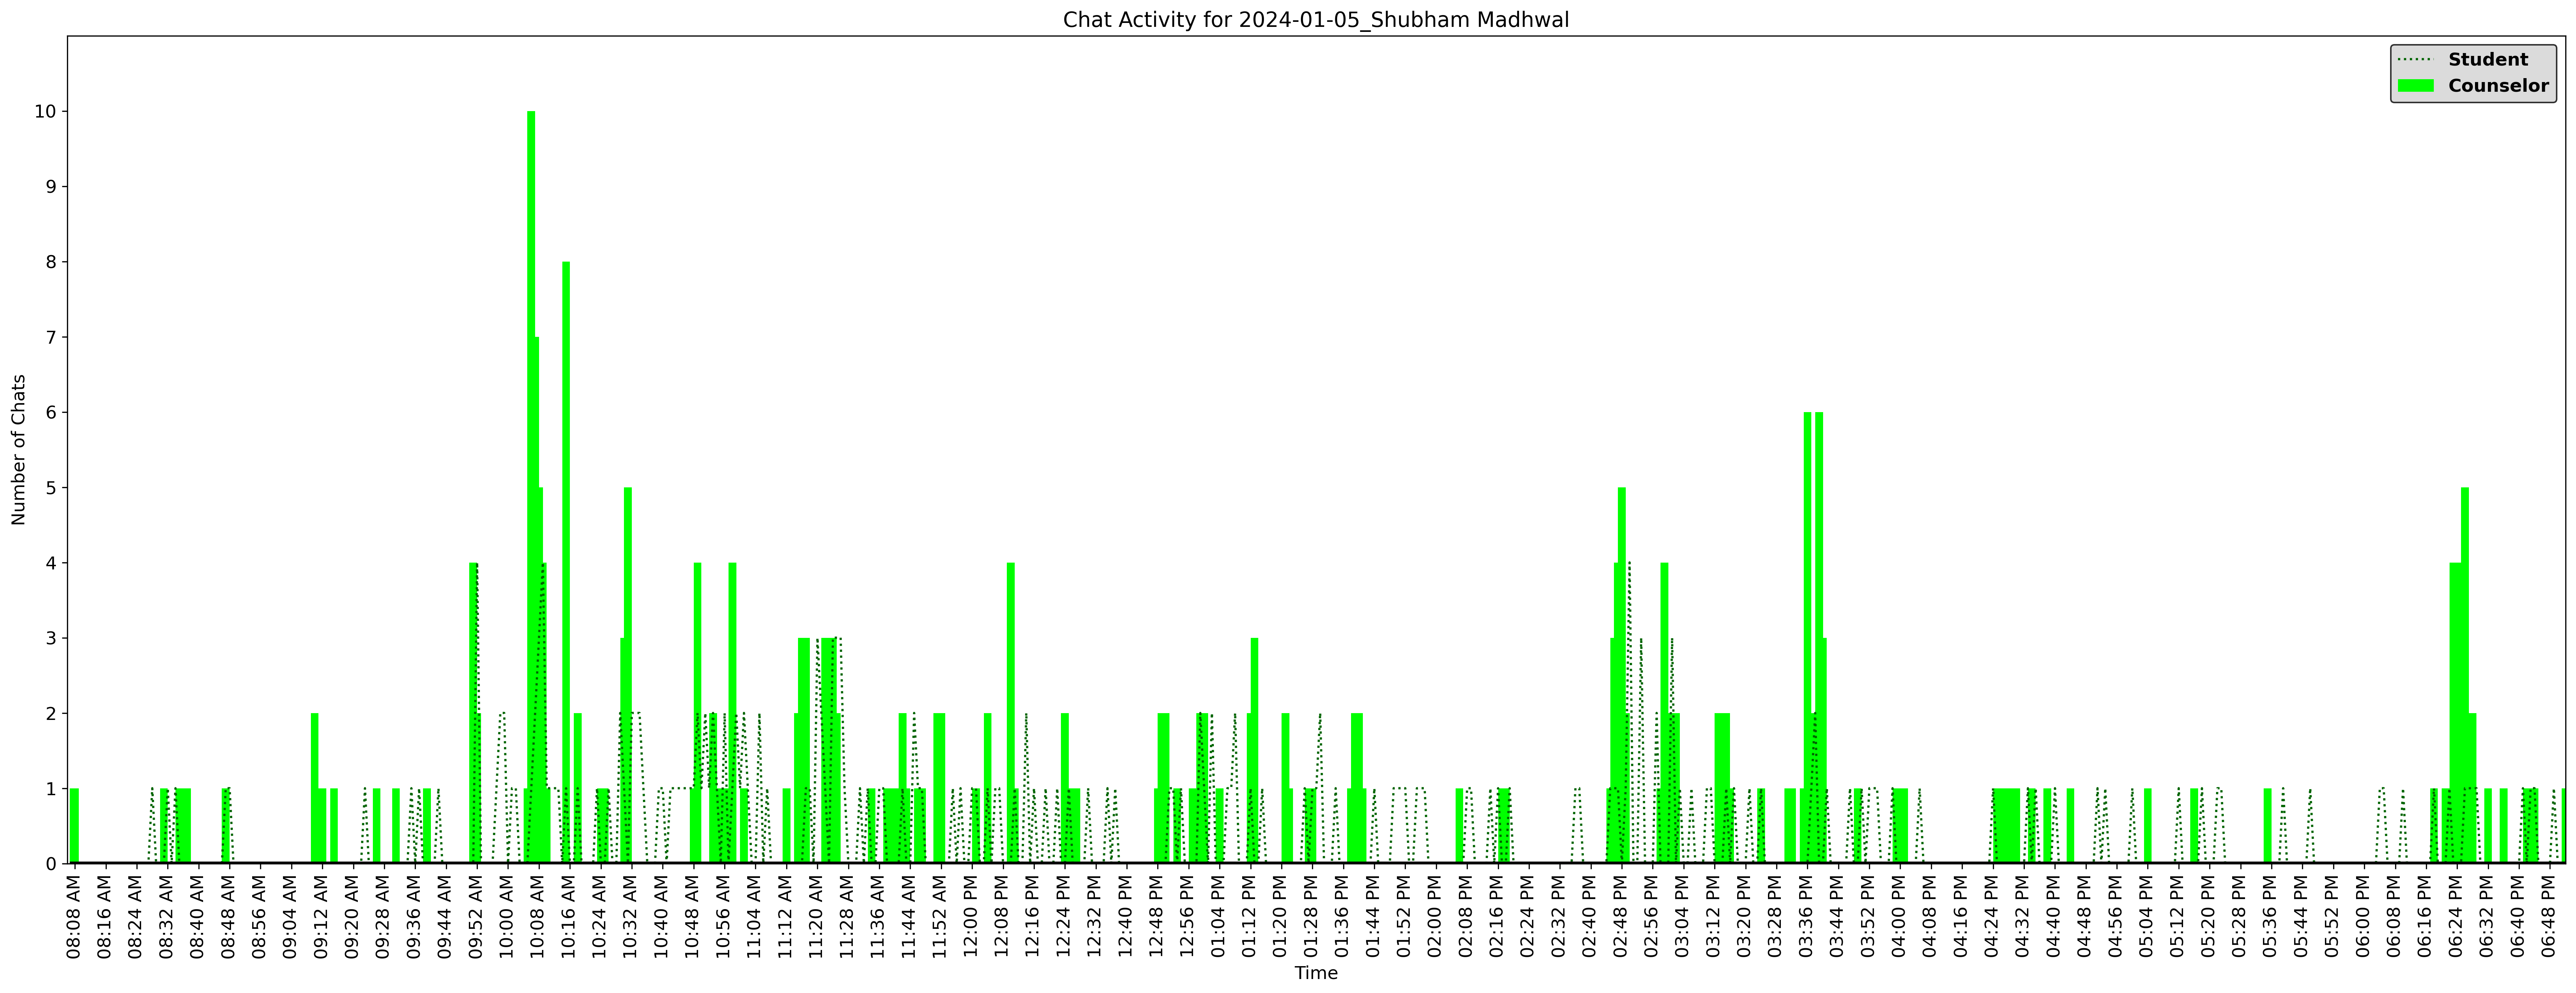 Chat Activity for 2024-01-05_Shubham Madhwal
Student
Counselor
Number of Chats
10
9
8
7
6
5
4
3
2
1
0
08:08 AM
08:16 AM
08:24 AM
08:32 AM
08:40 AM
08:48 AM
08:56 AM
09:04 AM
09:12 AM
09:20 AM
09:28 AM
09:36 AM
09:44 AM
09:52 AM
10:00 AM
10:08 AM
10:16 AM
10:24 AM
10:32 AM
10:40 AM
10:48 AM
10:56 AM
11:04 AM
11:12 AM
11:20 AM
11:28 AM
11:36 AM
11:44 AM
11:52 AM
12:00 PM
12:08 PM
12:16 PM
12:24 PM
12:32 PM
12:40 PM
12:48 PM
12:56 PM
01:04 PM
01:12 PM
01:20 PM
01:28 PM
01:36 PM
01:44 PM
01:52 PM
02:00 PM
02:08 PM
02:16 PM
02:24 PM
02:32 PM
02:40 PM
02:48 PM
02:56 PM
03:04 PM
03:12 PM
03:20 PM
03:28 PM
03:36 PM
03:44 PM
03:52 PM
04:00 PM
04:08 PM
04:16 PM
04:24 PM
04:32 PM
04:40 PM
04:48 PM
04:56 PM
05:04 PM
05:12 PM
05:20 PM
05:28 PM
05:36 PM
05:44 PM
05:52 PM
06:00 PM
06:08 PM
06:16 PM
06:24 PM
06:32 PM
06:40 PM
06:48 PM
Time